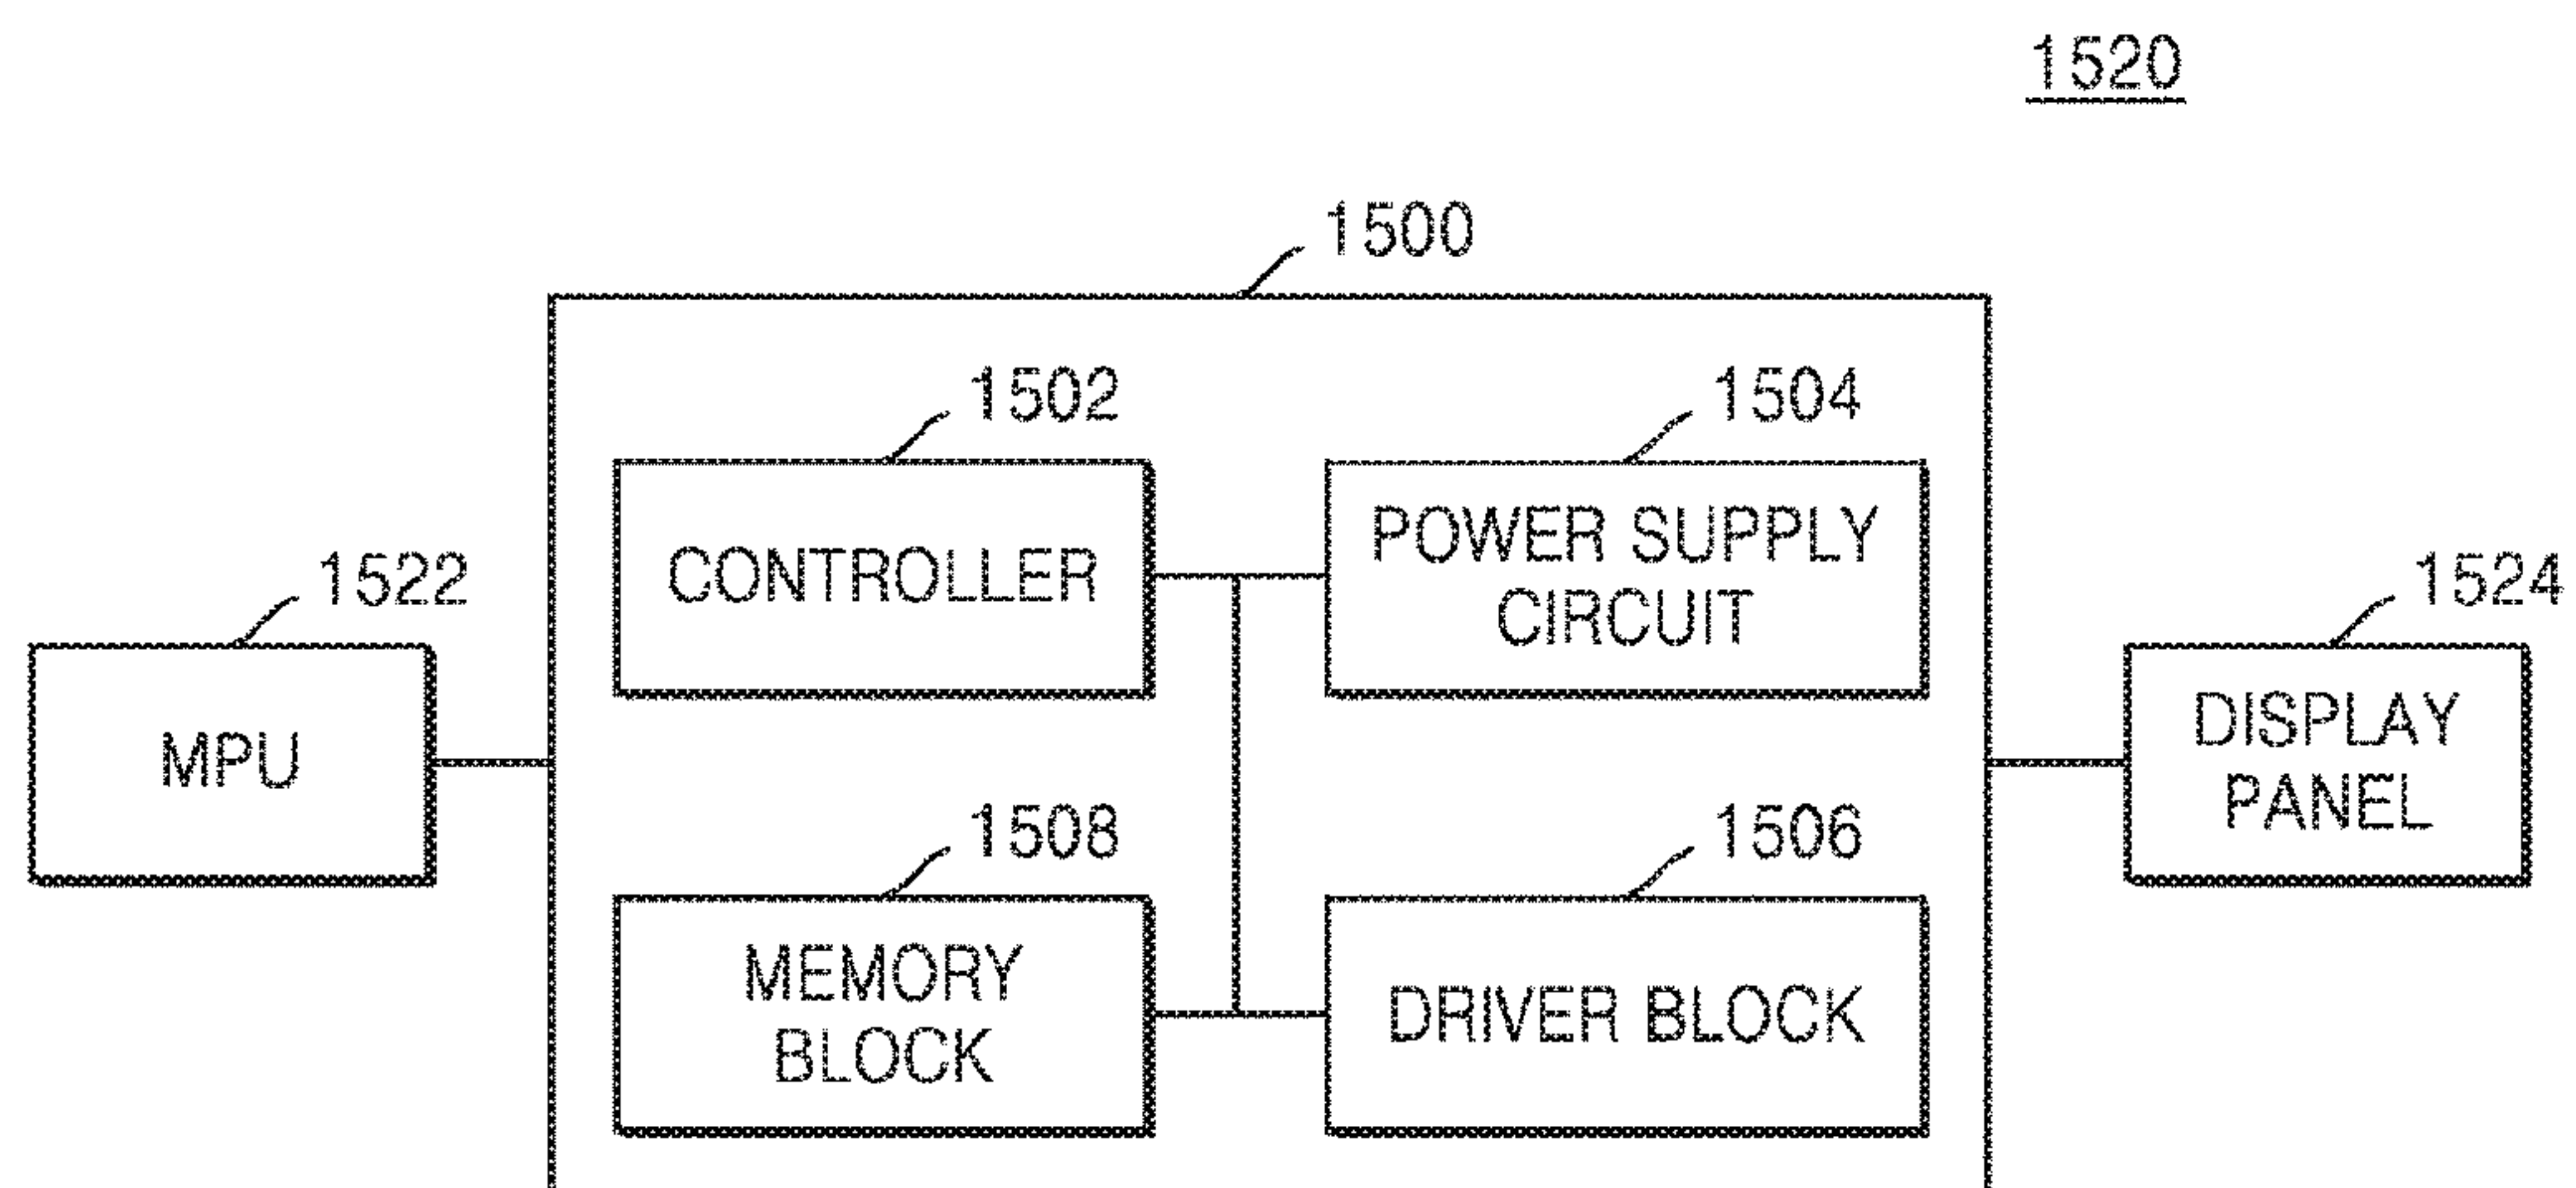 1520
1500
1502
1504
CONTROLLER
POWER SUPPLY
CIRCUIT
1522
MPU
1524
DISPLAY
PANEL
1508
1506
MEMORY
BLOCK
DRIVER BLOCK